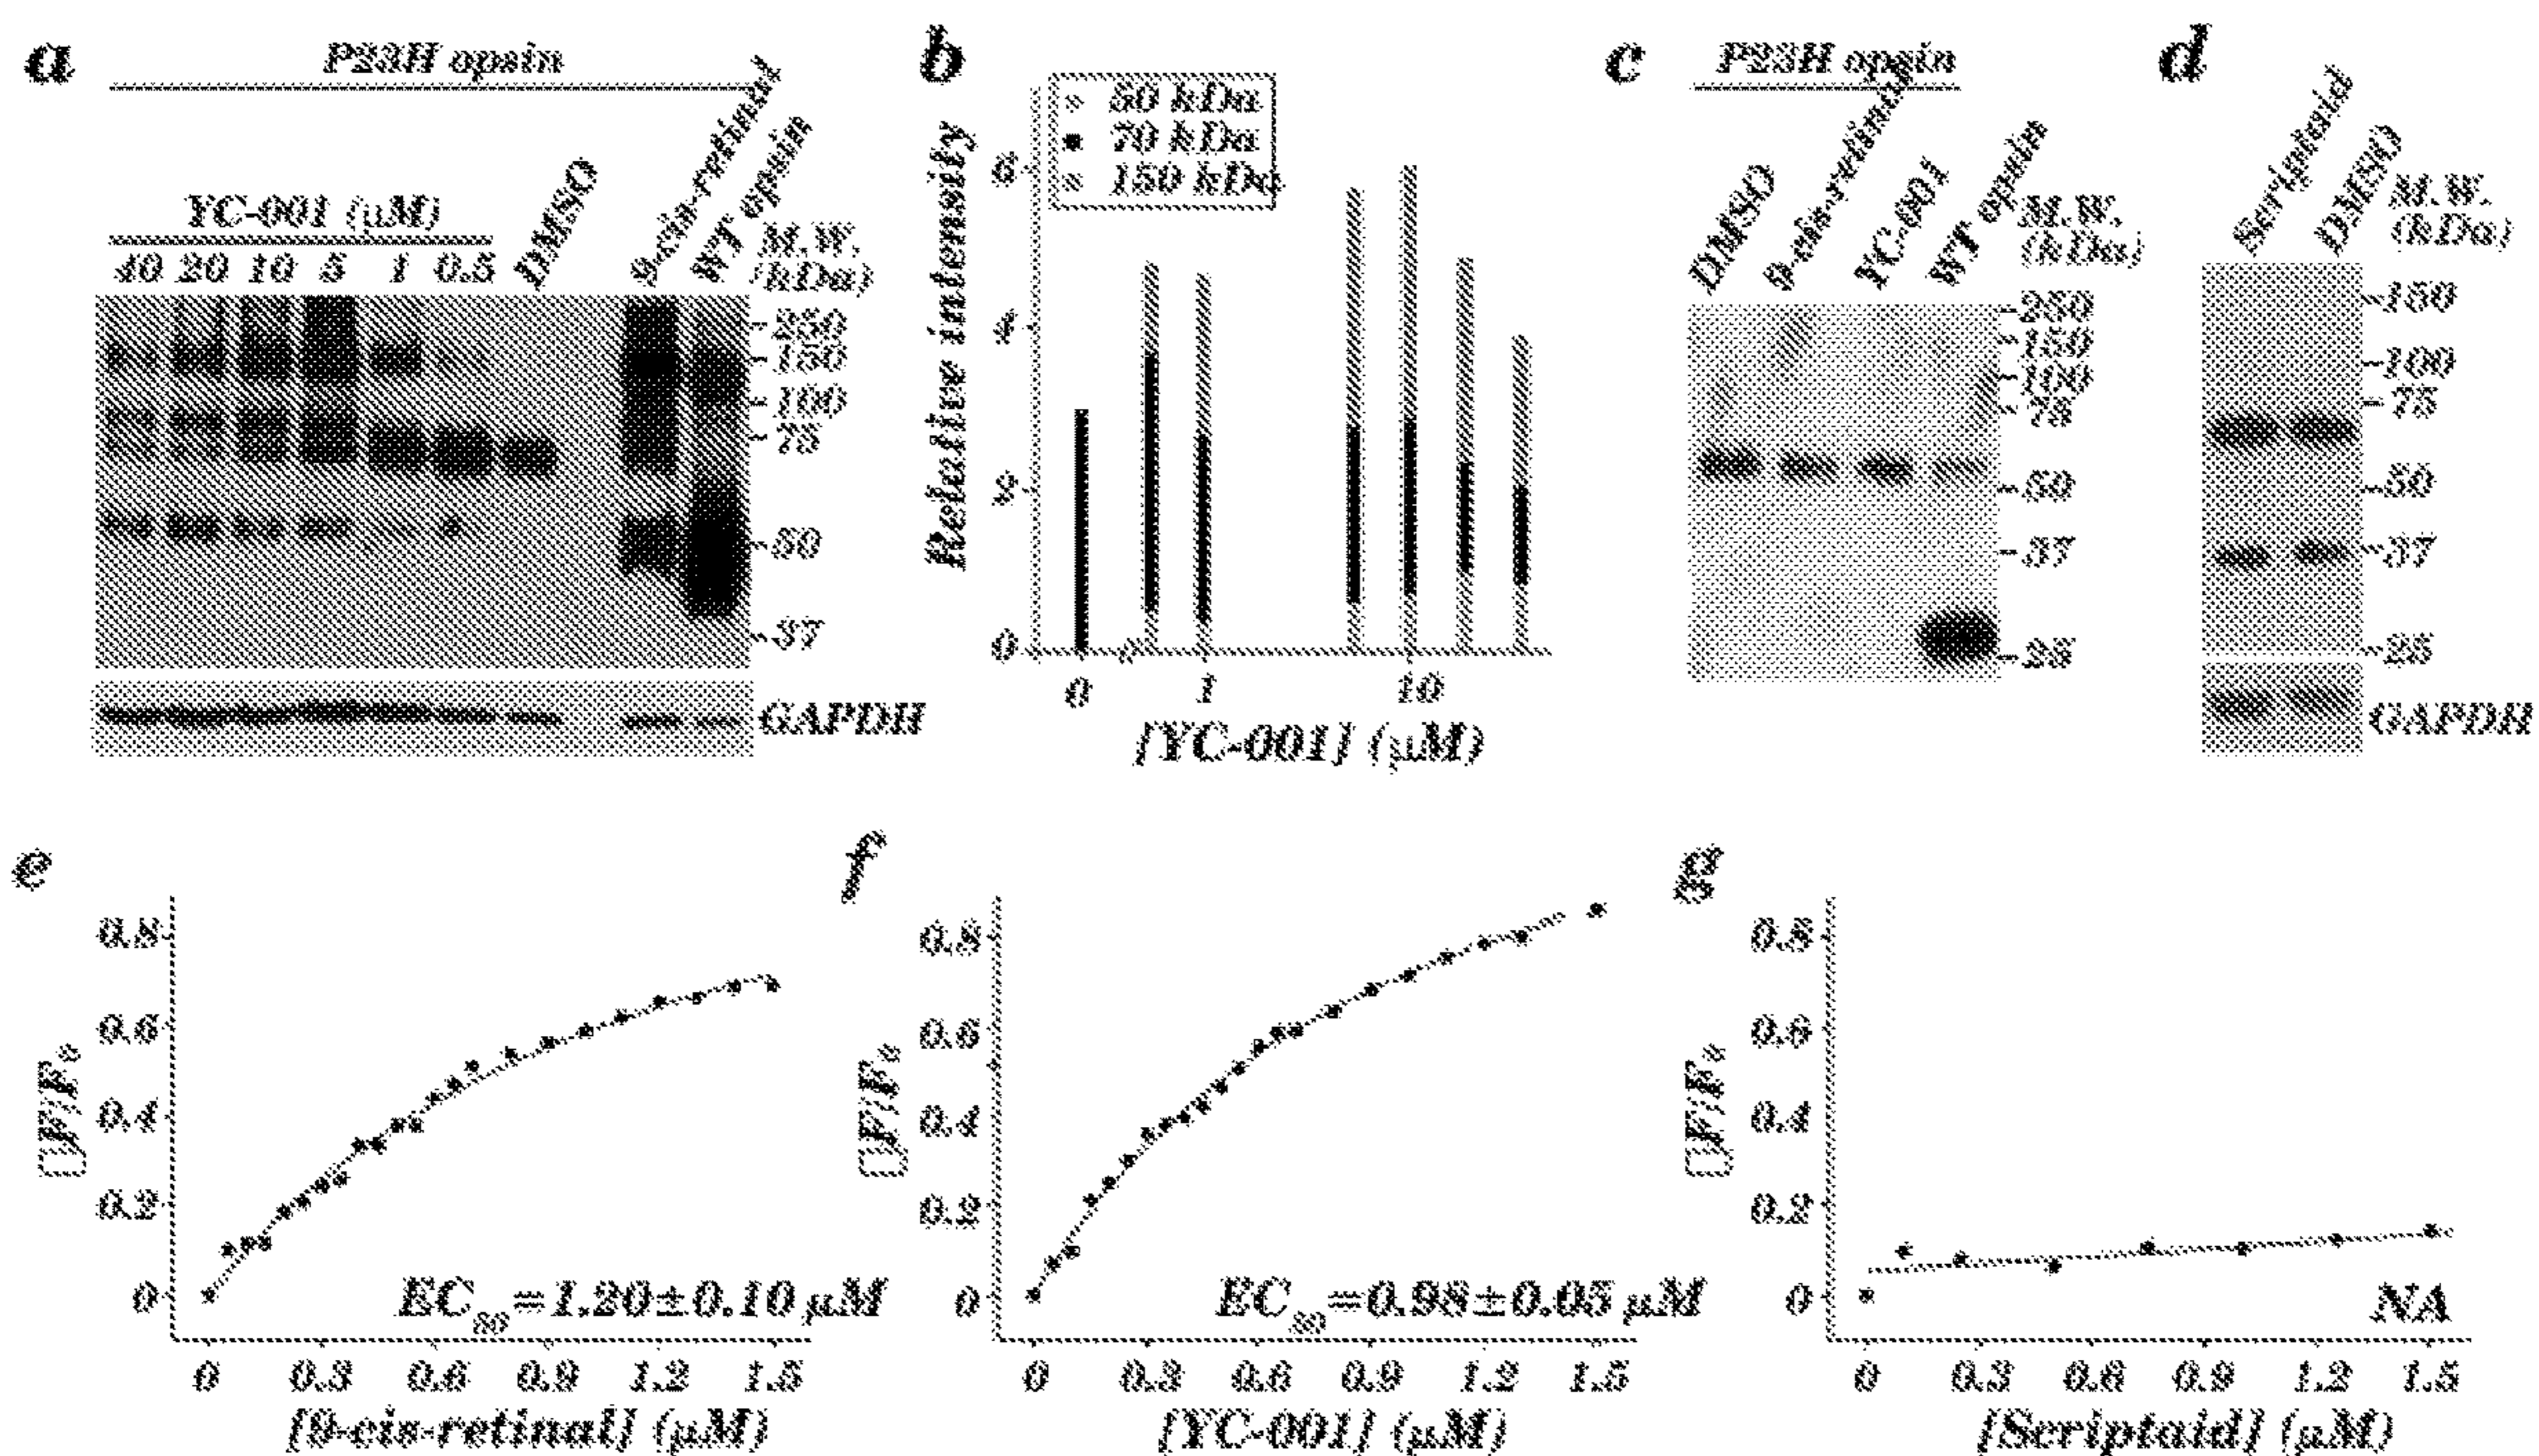 a
P23H opsin
YC-001 (µM)
40 20 10 5 1 0.5 DMSO 9-cis-retinal WT opsin
M.W. (kDa)
250
150
100
75
50
37
GAPDH
b
50 kDa
70 kDa
150 kDa
Relative intensity
6
4
2
0
0 1 10
[YC-001] (µM)
c
P23H opsin
DMSO 9-cis-retinal YC-001 WT opsin
M.W. (kDa)
250
150
100
75
50
37
25
d
Scriptaid DMSO
M.W. (kDa)
150
100
75
50
37
25
GAPDH
e
0.8
0.6
0.4
0.2
0
□F/F₀
EC₅₀=1.20±0.10 µM
0 0.3 0.6 0.9 1.2 1.5
[9-cis-retinal] (µM)
f
0.8
0.6
0.4
0.2
0
□F/F₀
EC₅₀=0.98±0.05 µM
0 0.3 0.6 0.9 1.2 1.5
[YC-001] (µM)
g
0.8
0.6
0.4
0.2
0
□F/F₀
NA
0 0.3 0.6 0.9 1.2 1.5
[Scriptaid] (µM)